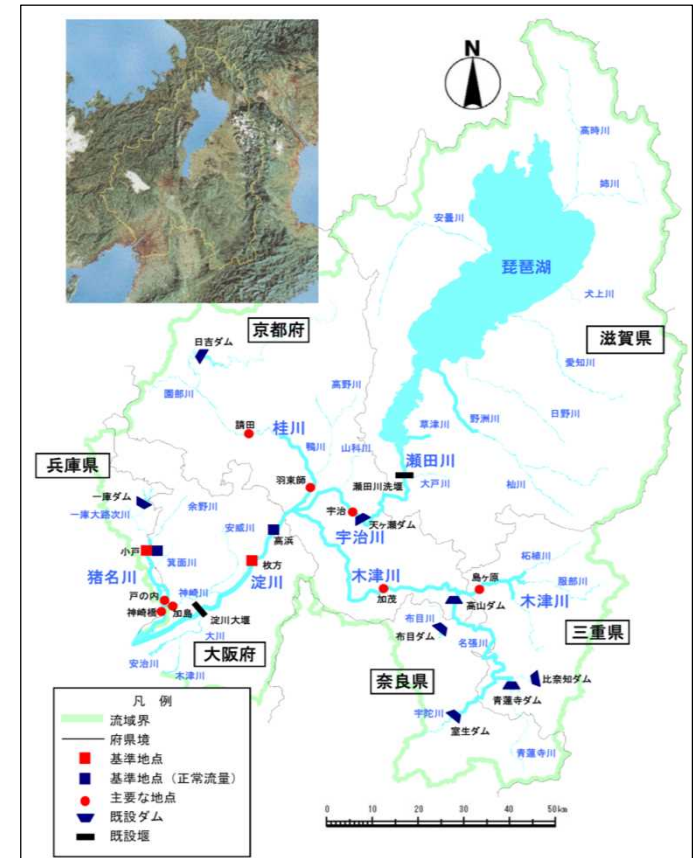 N
高時川
姉川
安曇川
琵琶湖
犬上川
京都府
滋賀県
日吉ダム
愛知川
高野川
園部川
日野川
請田
桂川
草津川
野洲川
鴨川
山科川
瀬田川
兵庫県
羽束師
大戸川
杣川
瀬田川洗堰
一庫ダム
余野川
宇治
一庫大路次川
安威川
天ヶ瀬ダム
高浜
宇治川
小戸
箕面川
枚方
柘植川
島ヶ原
猪名川
淀川
木津川
服部川
神崎川
戸の内
加茂
高山ダム
木津川
加島
神崎橋
淀川大堰
布目川
三重県
大川
布目ダム
名張川
大阪府
安治川
木津川
奈良県
比奈知ダム
青蓮寺ダム
宇陀川
室生ダム
青蓮寺川
凡 例
流域界
府県境
基準地点
基準地点（正常流量）
主要な地点
既設ダム
既設堰
0 10 20 30 40 50km